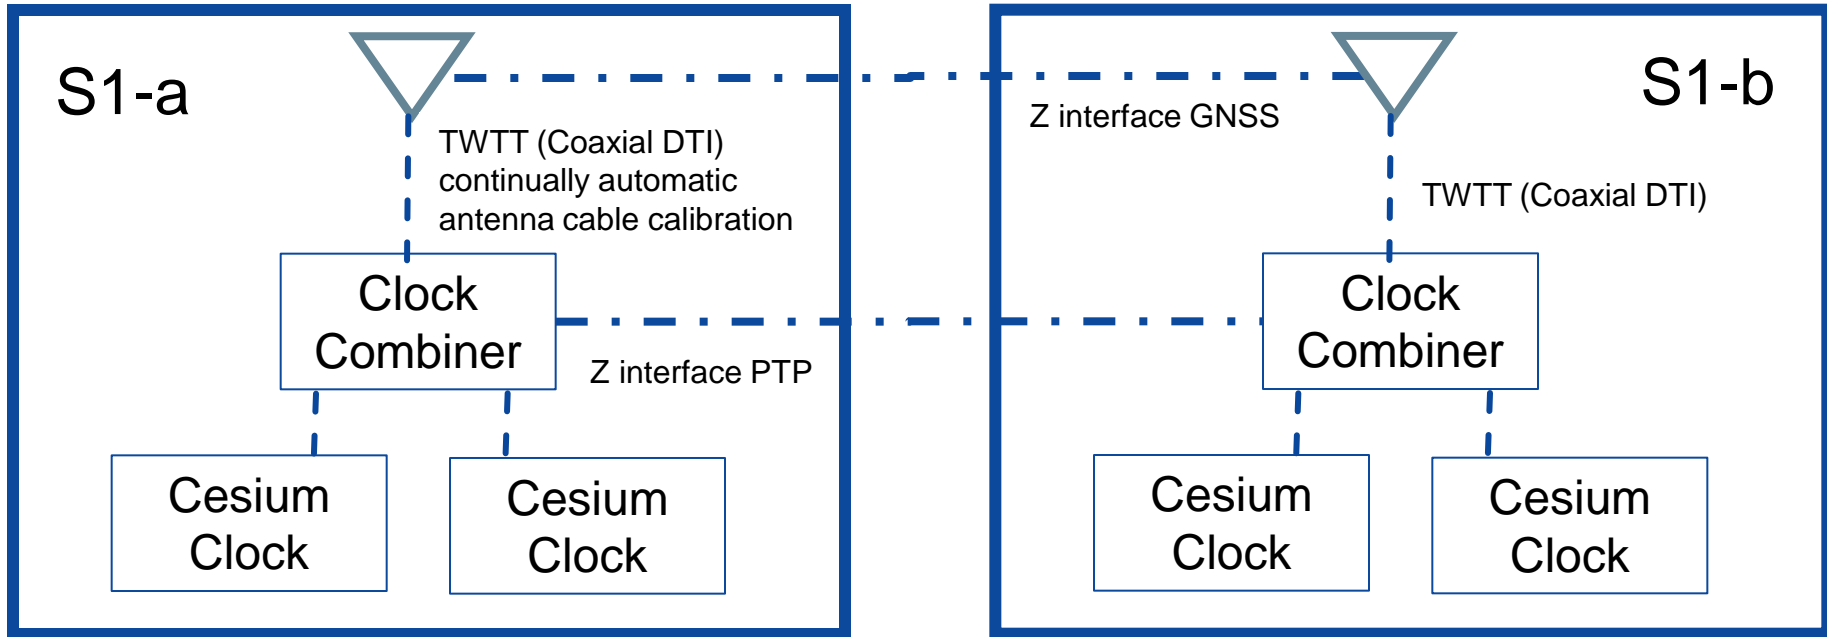 S1-a
TWTT (Coaxial DTI)
continually automatic
antenna cable calibration
Clock
Combiner
Z interface PTP
Cesium
Clock
Cesium
Clock
Z interface GNSS
S1-b
TWTT (Coaxial DTI)
Clock
Combiner
Cesium
Clock
Cesium
Clock